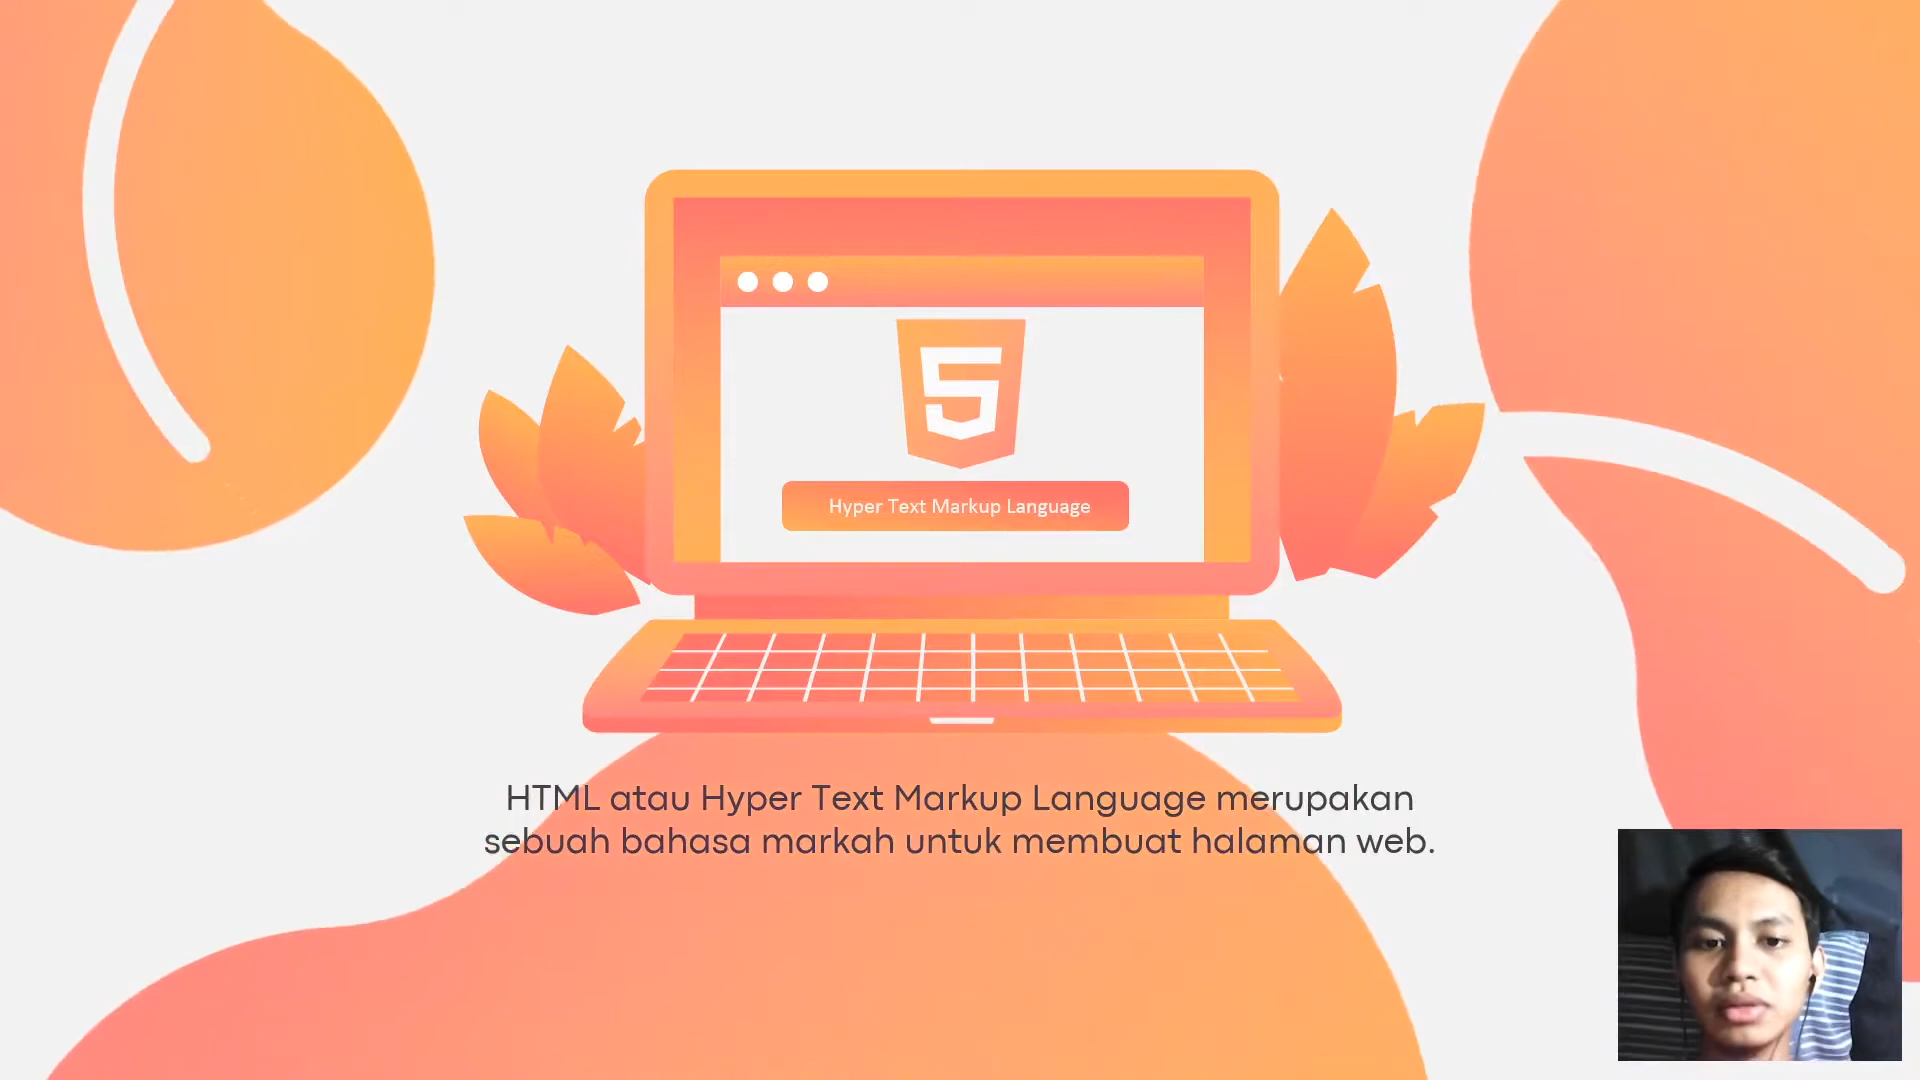 5
Hyper Text Markup Language
HTML atau Hyper Text Markup Language merupakan
sebuah bahasa markah untuk membuat halaman web.